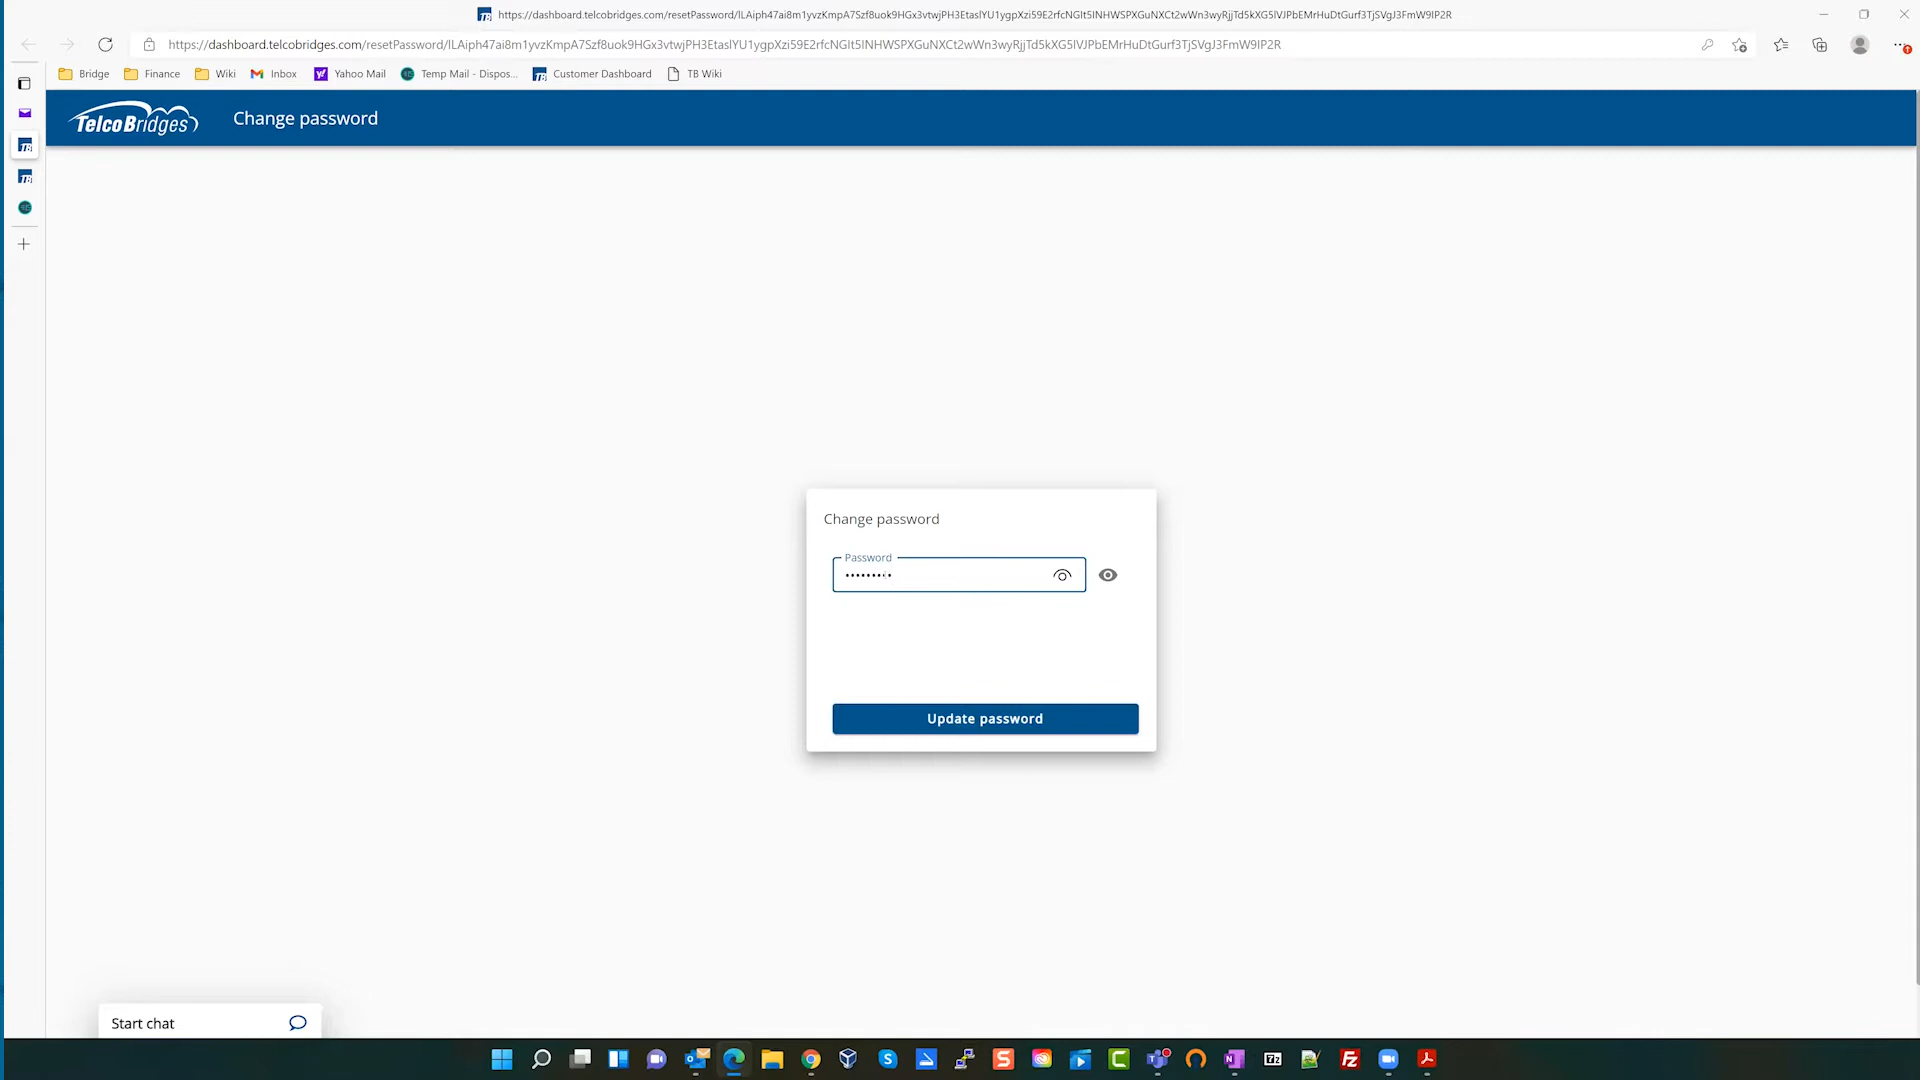 https://dashboard.telcobridges.com/resetPassword/lLAiph47ai8m1yvzKmpA7Szf8uok9HGx3vtwjPH3EtaslYU1ygpXzi59E2rfcNGIt5INHWSPXGuNXCt2wWn3wyRjjTd5kXG5lVJPbEMrHuDtGurf3TjSVgJ3FmW9IP2R
https://dashboard.telcobridges.com/resetPassword/lLAiph47ai8m1yvzKmpA7Szf8uok9HGx3vtwjPH3EtaslYU1ygpXzi59E2rfcNGIt5INHWSPXGuNXCt2wWn3wyRjjTd5kXG5lVJPbEMrHuDtGurf3TjSVgJ3FmW9IP2R
Bridge Finance Wiki Inbox Yahoo Mail Temp Mail - Dispos... Customer Dashboard TB Wiki
TelcoBridges Change password
Change password
Password
Update password
Start chat